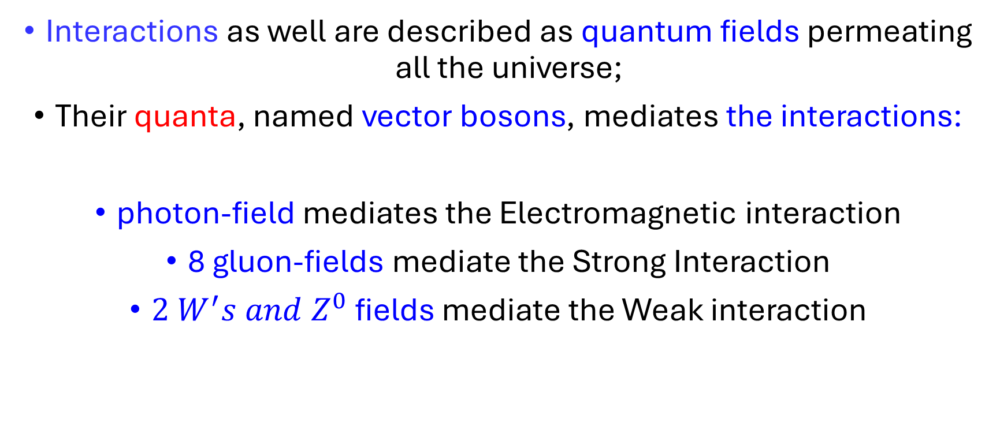 • Interactions as well are described as quantum fields permeating
all the universe;
• Their quanta, named vector bosons, mediates the interactions:
• photon-field mediates the Electromagnetic interaction
• 8 gluon-fields mediate the Strong Interaction
• 2 W's and Z⁰ fields mediate the Weak interaction